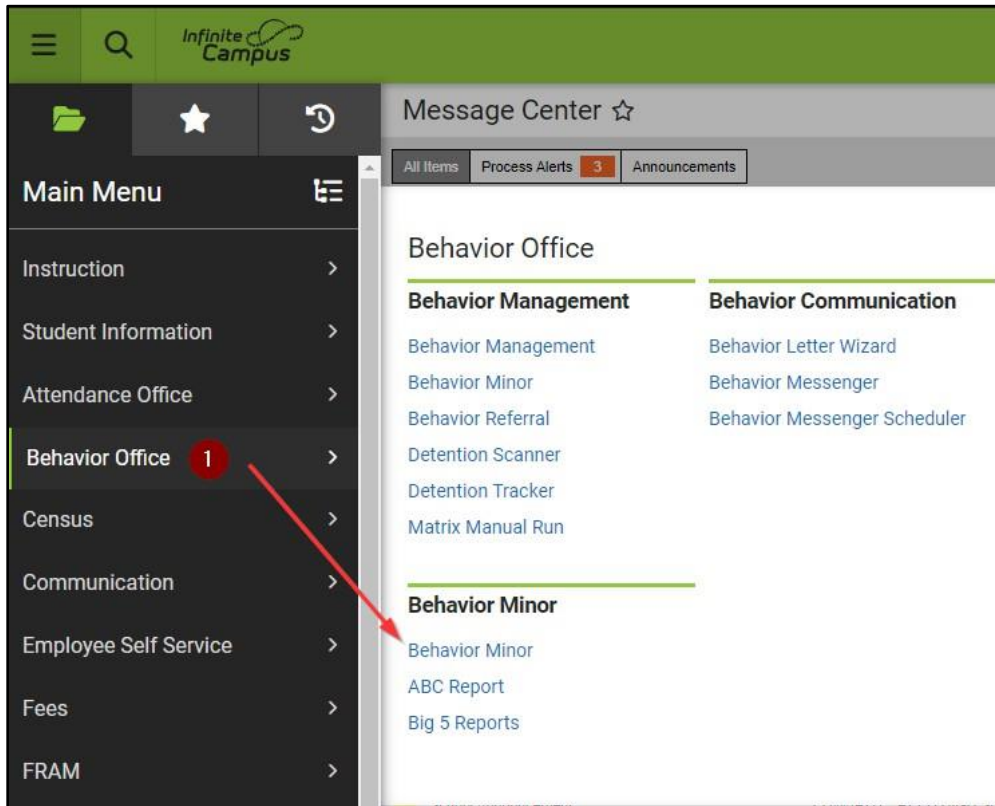 Infinite
Campus
Message Center
All Items
Process Alerts 3
Announcements
Main Menu
Instruction
Student Information
Attendance Office
Behavior Office 1
Census
Communication
Employee Self Service
Fees
FRAM
Behavior Office
Behavior Management
Behavior Management
Behavior Minor
Behavior Referral
Detention Scanner
Detention Tracker
Matrix Manual Run
Behavior Communication
Behavior Letter Wizard
Behavior Messenger
Behavior Messenger Scheduler
Behavior Minor
Behavior Minor
ABC Report
Big 5 Reports